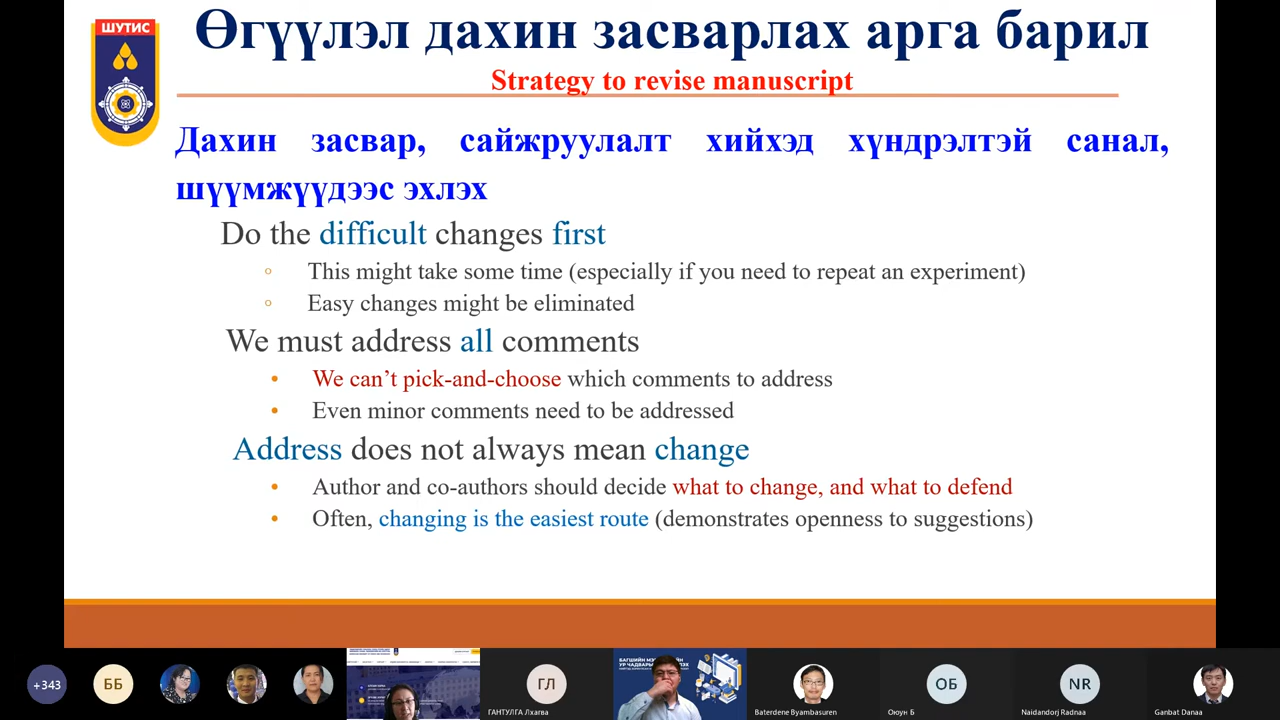 ШУТИС
Өгүүлэл дахин засварлах арга барил
Strategy to revise manuscript
Дахин засвар, сайжруулалт хийхэд хүндрэлтэй санал,
шүүмжүүдээс эхлэх
Do the difficult changes first
This might take some time (especially if you need to repeat an experiment)
Easy changes might be eliminated
We must address all comments
We can’t pick-and-choose which comments to address
Even minor comments need to be addressed
Address does not always mean change
Author and co-authors should decide what to change, and what to defend
Often, changing is the easiest route (demonstrates openness to suggestions)
+343
ББ
ГЛ
ОБ
NR
ГАНТУЛГА Лхагва
Baterdene Byambasuren
Оюун Б
Naidandorj Radnaa
Ganbat Danaa